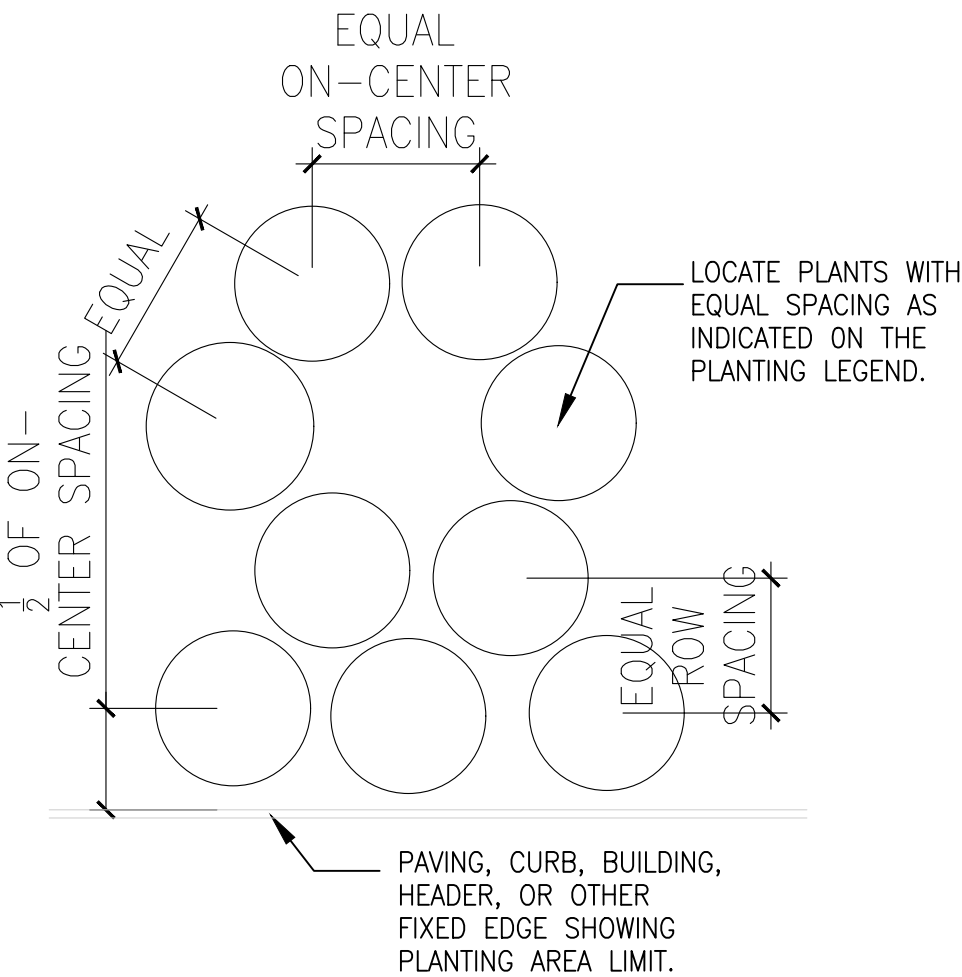 EQUAL
ON-CENTER
SPACING
EQUAL
LOCATE PLANTS WITH
EQUAL SPACING AS
INDICATED ON THE
PLANTING LEGEND.
1/2 OF ON-
CENTER SPACING
EQUAL
ROW
SPACING
PAVING, CURB, BUILDING,
HEADER, OR OTHER
FIXED EDGE SHOWING
PLANTING AREA LIMIT.